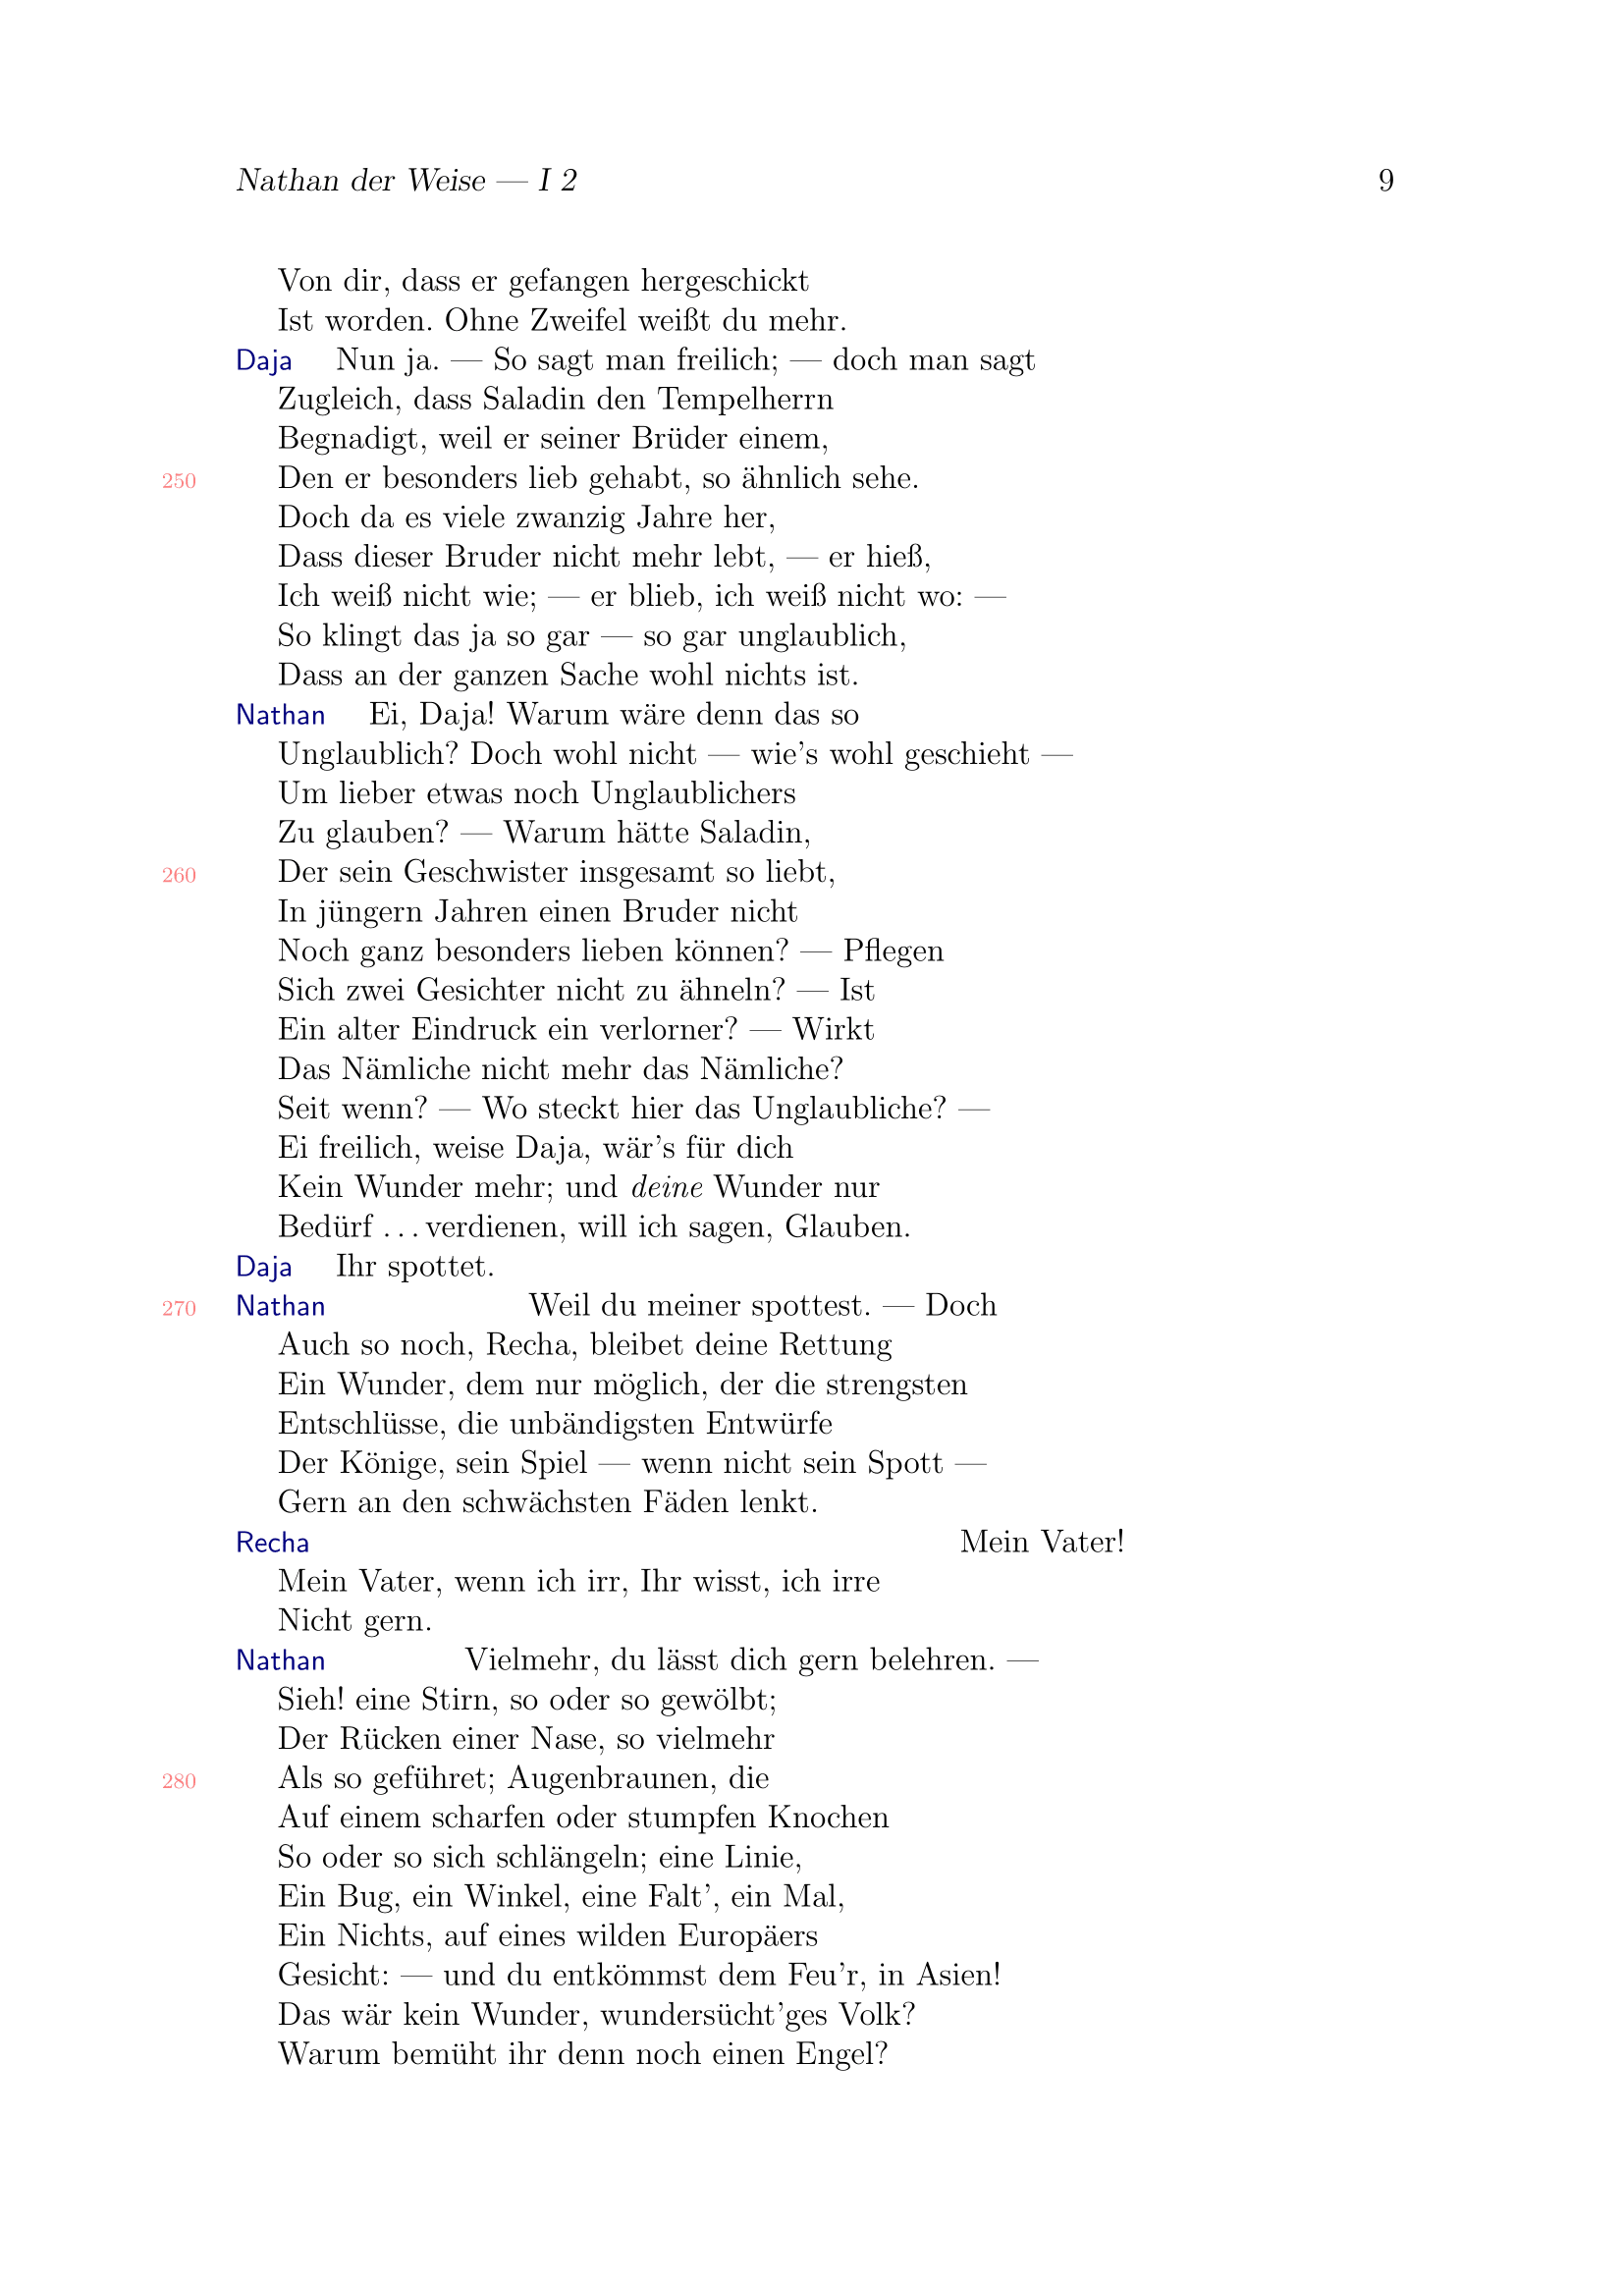 Nathan der Weise — I 2 9
Von dir, dass er gefangen hergeschickt
Ist worden. Ohne Zweifel weißt du mehr.
Daja Nun ja. — So sagt man freilich; — doch man sagt
Zugleich, dass Saladin den Tempelherrn
Begnadigt, weil er seiner Brüder einem,
250 Den er besonders lieb gehabt, so ähnlich sehe.
Doch da es viele zwanzig Jahre her,
Dass dieser Bruder nicht mehr lebt, — er hieß,
Ich weiß nicht wie; — er blieb, ich weiß nicht wo: —
So klingt das ja so gar — so gar unglaublich,
Dass an der ganzen Sache wohl nichts ist.
Nathan Ei, Daja! Warum wäre denn das so
Unglaublich? Doch wohl nicht — wie’s wohl geschieht —
Um lieber etwas noch Unglaublichers
Zu glauben? — Warum hätte Saladin,
260 Der sein Geschwister insgesamt so liebt,
In jüngern Jahren einen Bruder nicht
Noch ganz besonders lieben können? — Pflegen
Sich zwei Gesichter nicht zu ähneln? — Ist
Ein alter Eindruck ein verlorner? — Wirkt
Das Nämliche nicht mehr das Nämliche?
Seit wenn? — Wo steckt hier das Unglaubliche? —
Ei freilich, weise Daja, wär’s für dich
Kein Wunder mehr; und deine Wunder nur
Bedürf ... verdienen, will ich sagen, Glauben.
Daja Ihr spottet.
270 Nathan Weil du meiner spottest. — Doch
Auch so noch, Recha, bleibet deine Rettung
Ein Wunder, dem nur möglich, der die strengsten
Entschlüsse, die unbändigsten Entwürfe
Der Könige, sein Spiel — wenn nicht sein Spott —
Gern an den schwächsten Fäden lenkt.
Recha Mein Vater!
Mein Vater, wenn ich irr, Ihr wisst, ich irre
Nicht gern.
Nathan Vielmehr, du lässt dich gern belehren. —
Sieh! eine Stirn, so oder so gewölbt;
Der Rücken einer Nase, so vielmehr
280 Als so geführet; Augenbraunen, die
Auf einem scharfen oder stumpfen Knochen
So oder so sich schlängeln; eine Linie,
Ein Bug, ein Winkel, eine Falt’, ein Mal,
Ein Nichts, auf eines wilden Europäers
Gesicht: — und du entkömmst dem Feu’r, in Asien!
Das wär kein Wunder, wundersücht’ges Volk?
Warum bemüht ihr denn noch einen Engel?